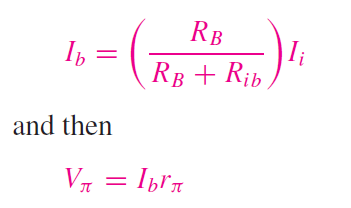 I_b = ( R_B / (R_B + R_ib) ) I_i
and then
V_π = I_b r_π